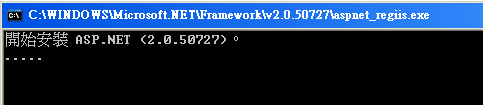 C:\WINDOWS\Microsoft.NET\Framework\v2.0.50727\aspnet_regiis.exe
開始安裝 ASP.NET (2.0.50727)。
.....